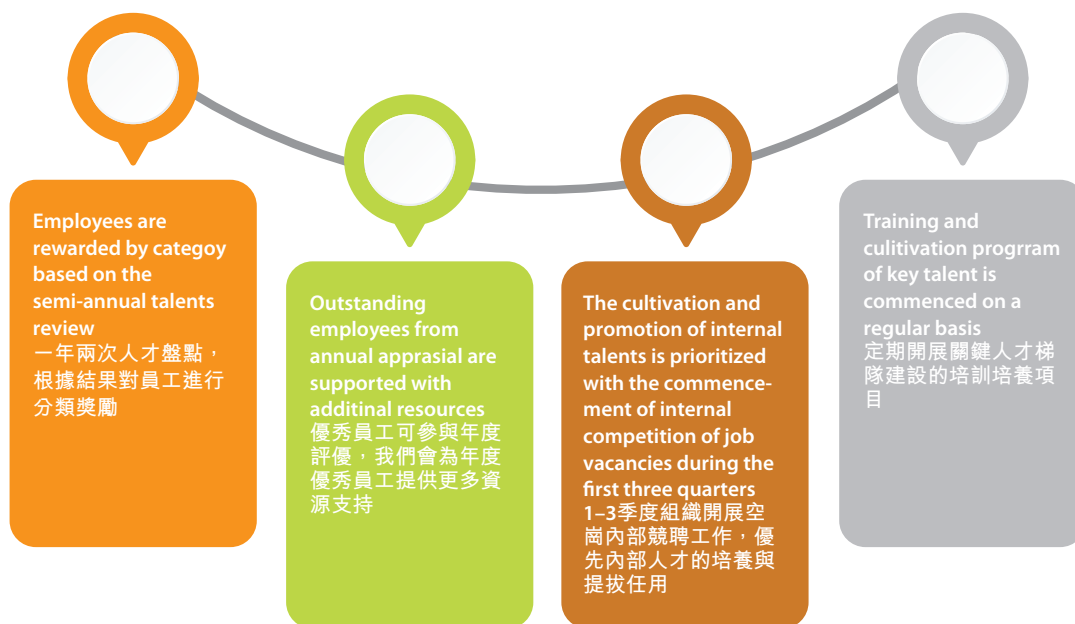 Employees are
rewarded by categoy
based on the
semi-annual talents
review
一年兩次人才盤點，
根據結果對員工進行
分類獎勵
Outstanding
employees from
annual apprasial are
supported with
additinal resources
優秀員工可參與年度
評優，我們會為年度
優秀員工提供更多資
源支持
The cultivation and
promotion of internal
talents is prioritized
with the commence-
ment of internal
competition of job
vacancies during the
first three quarters
1–3季度組織開展空
崗內部競聘工作，優
先內部人才的培養與
提拔任用
Training and
culitivation progrram
of key talent is
commenced on a
regular basis
定期開展關鍵人才梯
隊建設的培訓培養項
目